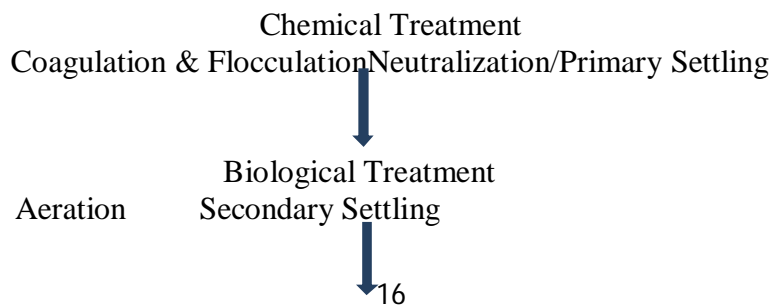 Chemical Treatment
Coagulation & FlocculationNeutralization/Primary Settling
Biological Treatment
Aeration Secondary Settling
16